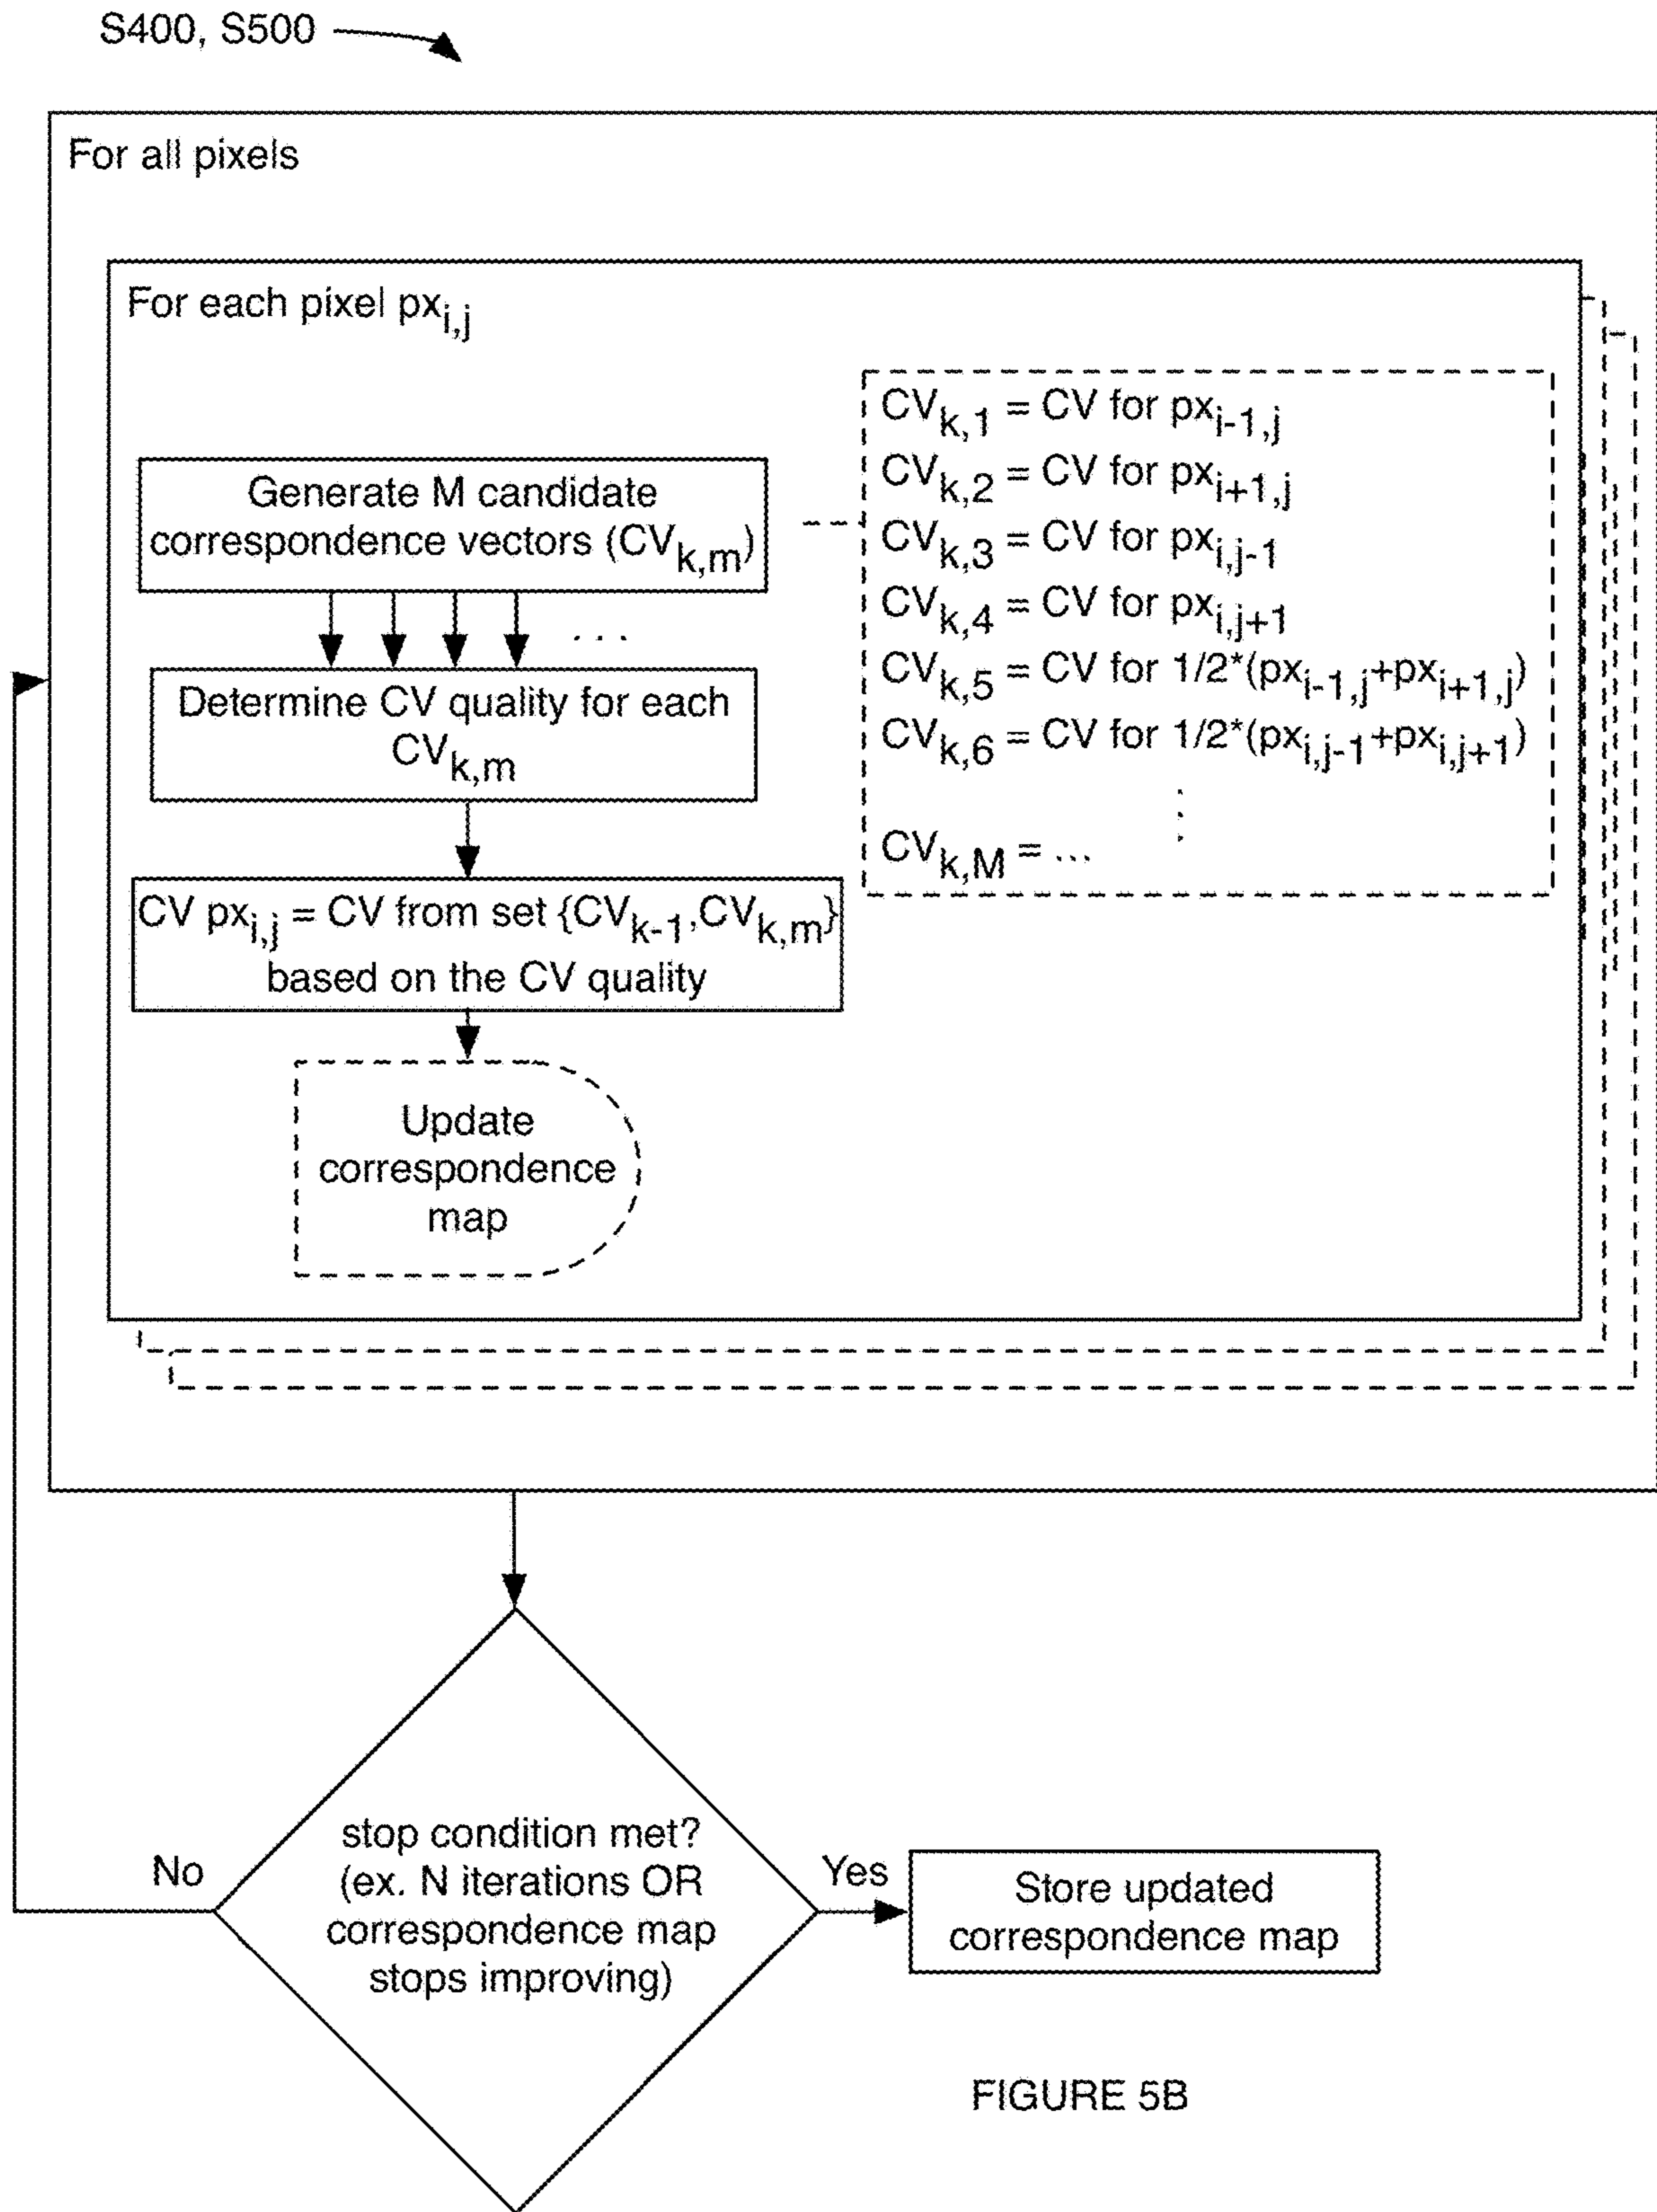 S400, S500
For all pixels
For each pixel px_{i,j}
Generate M candidate
correspondence vectors (CV_{k,m})
. . .
Determine CV quality for each
CV_{k,m}
CV px_{i,j} = CV from set {CV_{k-1},CV_{k,m}}
based on the CV quality
Update
correspondence
map
CV_{k,1} = CV for px_{i-1,j}
CV_{k,2} = CV for px_{i+1,j}
CV_{k,3} = CV for px_{i,j-1}
CV_{k,4} = CV for px_{i,j+1}
CV_{k,5} = CV for 1/2*(px_{i-1,j}+px_{i+1,j})
CV_{k,6} = CV for 1/2*(px_{i,j-1}+px_{i,j+1})
⋮
CV_{k,M} = ...
stop condition met?
(ex. N iterations OR
correspondence map
stops improving)
No
Yes
Store updated
correspondence map
FIGURE 5B